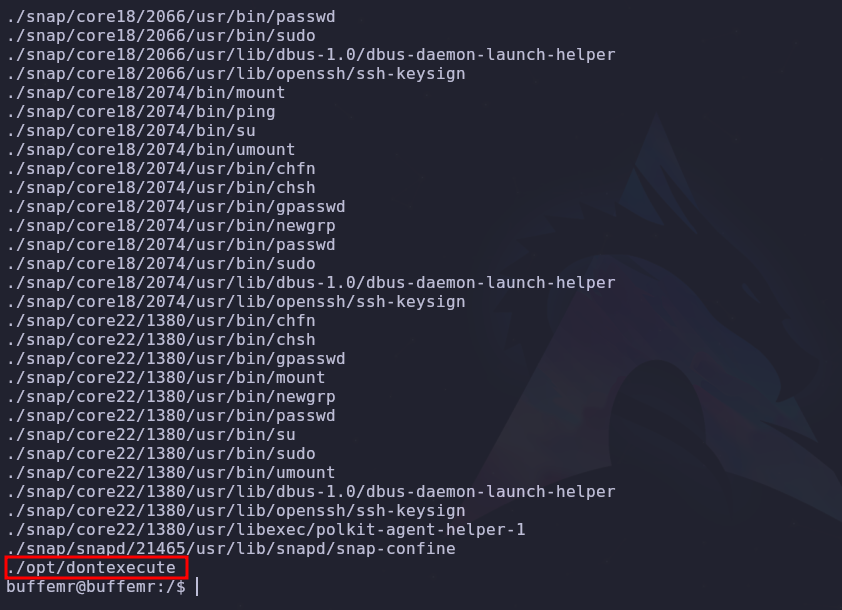 ./snap/core18/2066/usr/bin/passwd
./snap/core18/2066/usr/bin/sudo
./snap/core18/2066/usr/lib/dbus-1.0/dbus-daemon-launch-helper
./snap/core18/2066/usr/lib/openssh/ssh-keysign
./snap/core18/2074/bin/mount
./snap/core18/2074/bin/ping
./snap/core18/2074/bin/su
./snap/core18/2074/bin/umount
./snap/core18/2074/usr/bin/chfn
./snap/core18/2074/usr/bin/chsh
./snap/core18/2074/usr/bin/gpasswd
./snap/core18/2074/usr/bin/newgrp
./snap/core18/2074/usr/bin/passwd
./snap/core18/2074/usr/bin/sudo
./snap/core18/2074/usr/lib/dbus-1.0/dbus-daemon-launch-helper
./snap/core18/2074/usr/lib/openssh/ssh-keysign
./snap/core22/1380/usr/bin/chfn
./snap/core22/1380/usr/bin/chsh
./snap/core22/1380/usr/bin/gpasswd
./snap/core22/1380/usr/bin/mount
./snap/core22/1380/usr/bin/newgrp
./snap/core22/1380/usr/bin/passwd
./snap/core22/1380/usr/bin/su
./snap/core22/1380/usr/bin/sudo
./snap/core22/1380/usr/bin/umount
./snap/core22/1380/usr/lib/dbus-1.0/dbus-daemon-launch-helper
./snap/core22/1380/usr/lib/openssh/ssh-keysign
./snap/core22/1380/usr/libexec/polkit-agent-helper-1
./snap/snapd/21465/usr/lib/snapd/snap-confine
./opt/dontexecute
buffemr@buffemr:/$